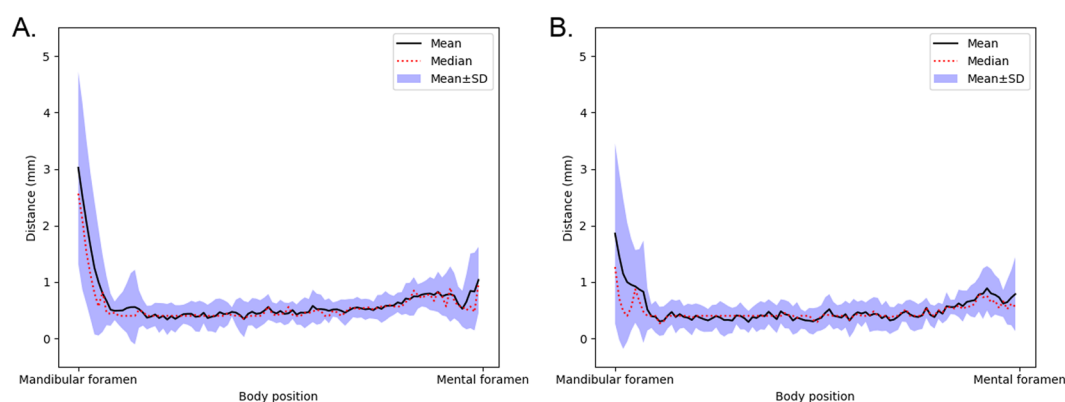 A.
Mean
Median
Mean±SD
5
4
3
2
1
0
Distance (mm)
Mandibular foramen
Mental foramen
Body position
B.
Mean
Median
Mean±SD
5
4
3
2
1
0
Distance (mm)
Mandibular foramen
Mental foramen
Body position